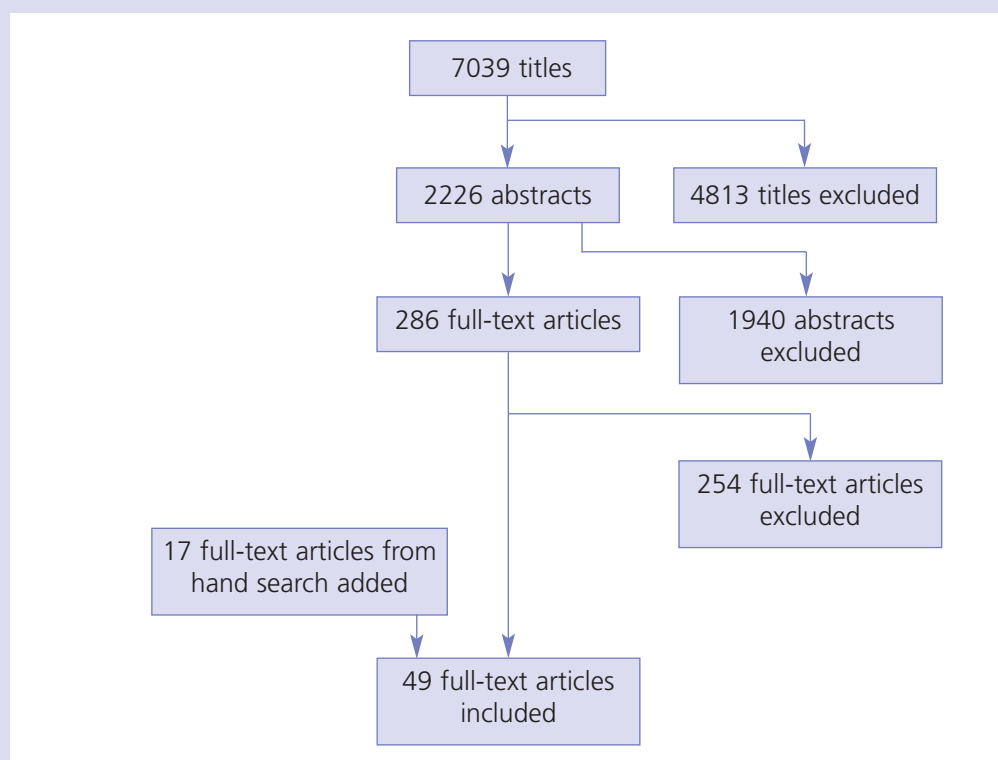 7039 titles
2226 abstracts
4813 titles excluded
286 full-text articles
1940 abstracts
excluded
254 full-text articles
excluded
17 full-text articles from
hand search added
49 full-text articles
included